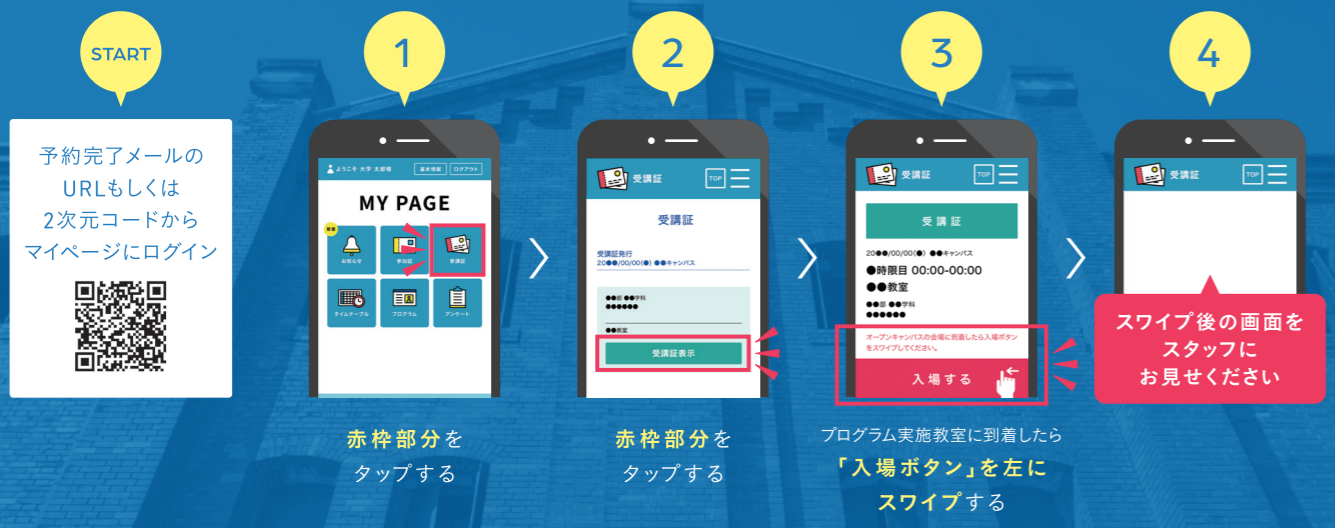 START
予約完了メールの
URLもしくは
2次元コードから
マイページにログイン
1
ようこそ 大学 太郎様
基本情報
ログアウト
MY PAGE
新着
お知らせ
参加証
受講証
タイムテーブル
プログラム
アンケート
赤枠部分を
タップする
2
受講証
TOP
受講証
受講証発行
20●●/00/00(●) ●●キャンパス
●●部 ●●学科
●●●●●●
●●教室
受講証表示
赤枠部分を
タップする
3
受講証
TOP
受講証
20●●/00/00(●) ●●キャンパス
●時限目 00:00-00:00
●●教室
●●部 ●●学科
●●●●●●
オープンキャンパスの会場に到着したら入場ボタン
をスワイプしてください。
入場する
プログラム実施教室に到着したら
「入場ボタン」を左に
スワイプする
4
受講証
TOP
スワイプ後の画面を
スタッフに
お見せください